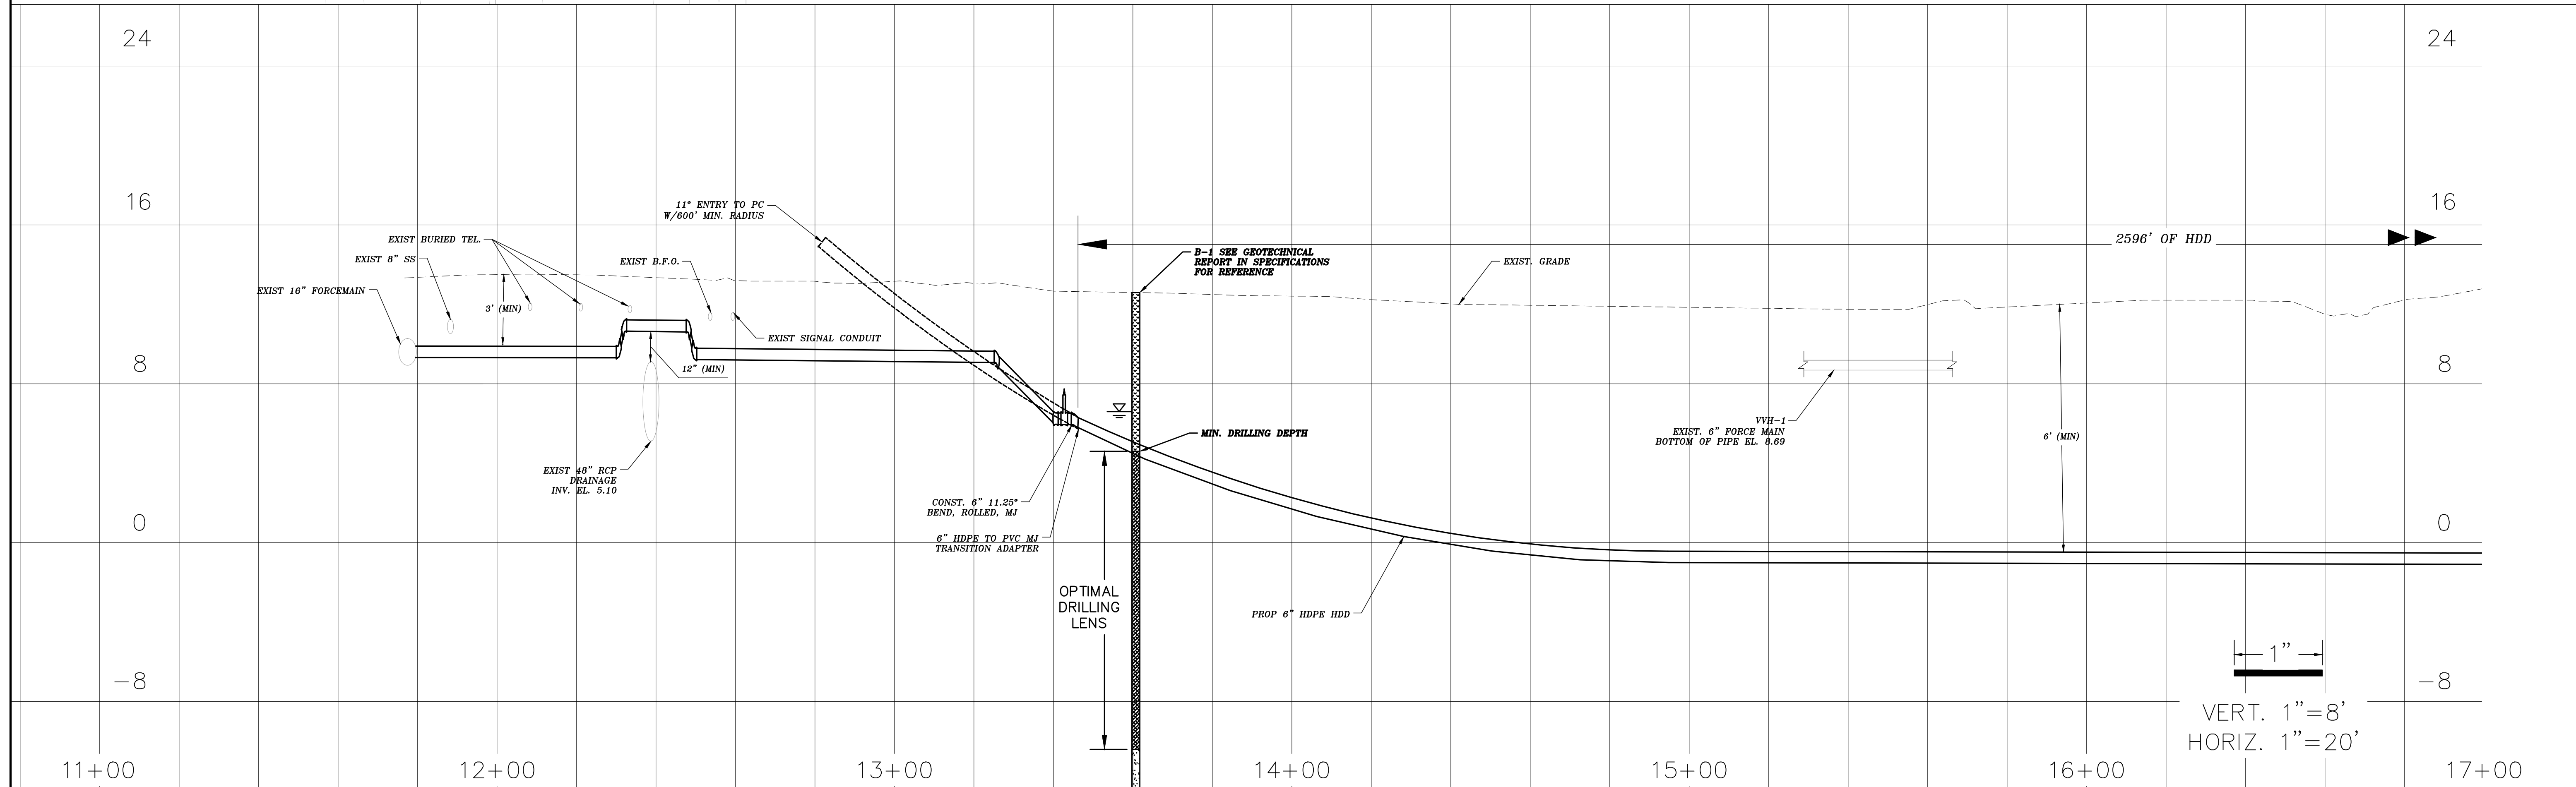 24
24
16
16
11° ENTRY TO PC
W/600' MIN. RADIUS
EXIST BURIED TEL.
EXIST 8" SS
EXIST B.F.O.
EXIST 16" FORCEMAIN
3' (MIN)
B-1 SEE GEOTECHNICAL
REPORT IN SPECIFICATIONS
FOR REFERENCE
2596' OF HDD
EXIST. GRADE
EXIST SIGNAL CONDUIT
12" (MIN)
8
8
EXIST 48" RCP
DRAINAGE
INV. EL. 5.10
MIN. DRILLING DEPTH
VVH-1
EXIST. 6" FORCE MAIN
BOTTOM OF PIPE EL. 8.69
6' (MIN)
CONST. 6" 11.25°
BEND, ROLLED, MJ
6" HDPE TO PVC MJ
TRANSITION ADAPTER
0
0
OPTIMAL
DRILLING
LENS
PROP 6" HDPE HDD
-8
-8
1"
VERT. 1"=8'
HORIZ. 1"=20'
11+00
12+00
13+00
14+00
15+00
16+00
17+00